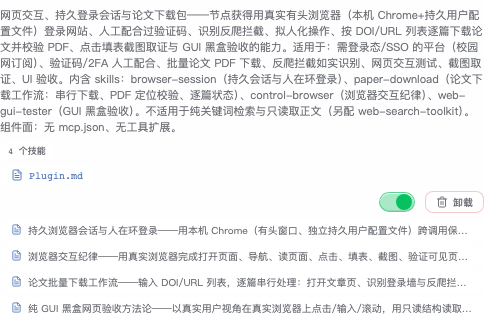 网页交互、持久登录会话与论文下载包——节点获得用真实有头浏览器（本机 Chrome+持久用户配
置文件）登录网站、人工配合过验证码、识别反爬拦截、拟人化操作、按 DOI/URL 列表逐篇下载论
文并校验 PDF、点击填表截图取证与 GUI 黑盒验收的能力。适用于：需登录态/SSO 的平台（校园
网订阅）、验证码/2FA 人工配合、批量论文 PDF 下载、反爬拦截如实识别、网页交互测试、截图取
证、UI 验收。内含 skills：browser-session（持久会话与人在环登录）、paper-download（论文下
载工作流：串行下载、PDF 定位校验、逐篇状态）、control-browser（浏览器交互纪律）、web-
gui-tester（GUI 黑盒验收）。不适用于纯关键词检索与只读取正文（另配 web-search-toolkit）。
组件面：无 mcp.json、无工具扩展。
4 个技能
Plugin.md
卸载
持久浏览器会话与人在环登录——用本机 Chrome（有头窗口、独立持久用户配置文件）跨调用保...
浏览器交互纪律——用真实浏览器完成打开页面、导航、读页面、点击、填表、截图、验证可见页...
论文批量下载工作流——输入 DOI/URL 列表，逐篇串行处理：打开文章页、识别登录墙与反爬拦...
纯 GUI 黑盒网页验收方法论——以真实用户视角在真实浏览器上点击/输入/滚动，用只读结构读取...